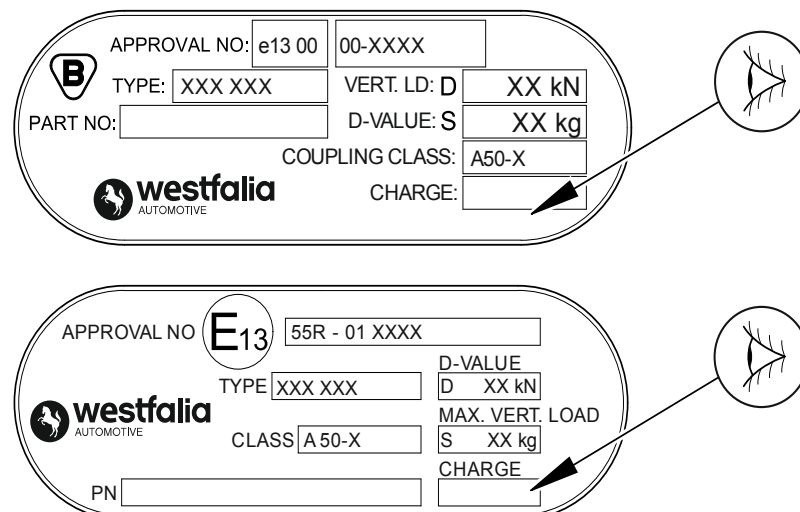 APPROVAL NO: e13 00 00-XXXX
B
TYPE: XXX XXX VERT. LD: D XX kN
PART NO: D-VALUE: S XX kg
COUPLING CLASS: A50-X
westfalia CHARGE:
AUTOMOTIVE
APPROVAL NO E13 55R - 01 XXXX
D-VALUE
TYPE XXX XXX D XX kN
westfalia MAX. VERT. LOAD
AUTOMOTIVE
CLASS A 50-X S XX kg
CHARGE
PN